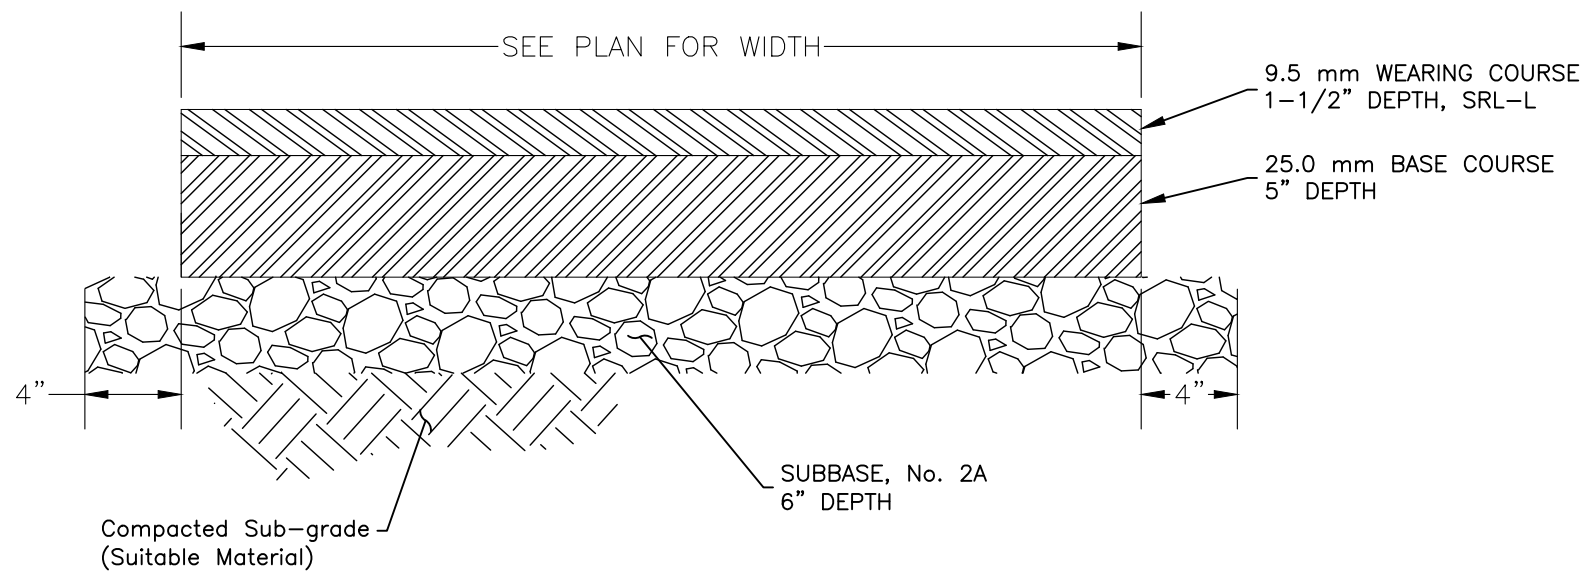 SEE PLAN FOR WIDTH
9.5 mm WEARING COURSE
1-1/2" DEPTH, SRL-L
25.0 mm BASE COURSE
5" DEPTH
4"
4"
SUBBASE, No. 2A
6" DEPTH
Compacted Sub-grade
(Suitable Material)